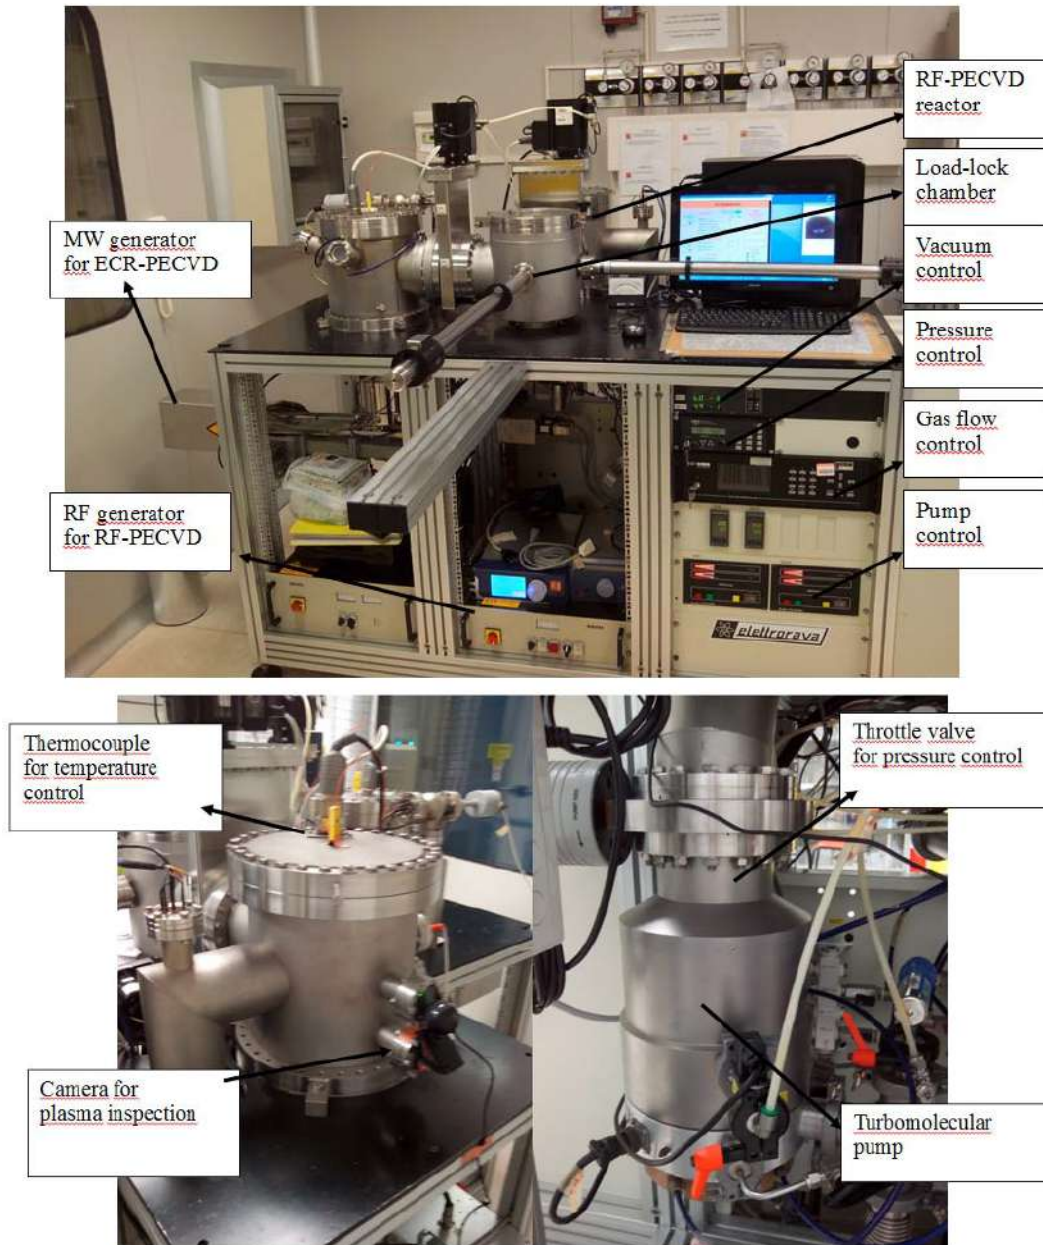 RF-PECVD
reactor
Load-lock
chamber
MW generator
for ECR-PECVD
Vacuum
control
Pressure
control
Gas flow
control
RF generator
for RF-PECVD
Pump
control
elettrorava
Thermocouple
for temperature
control
Throttle valve
for pressure control
Camera for
plasma inspection
Turbomolecular
pump